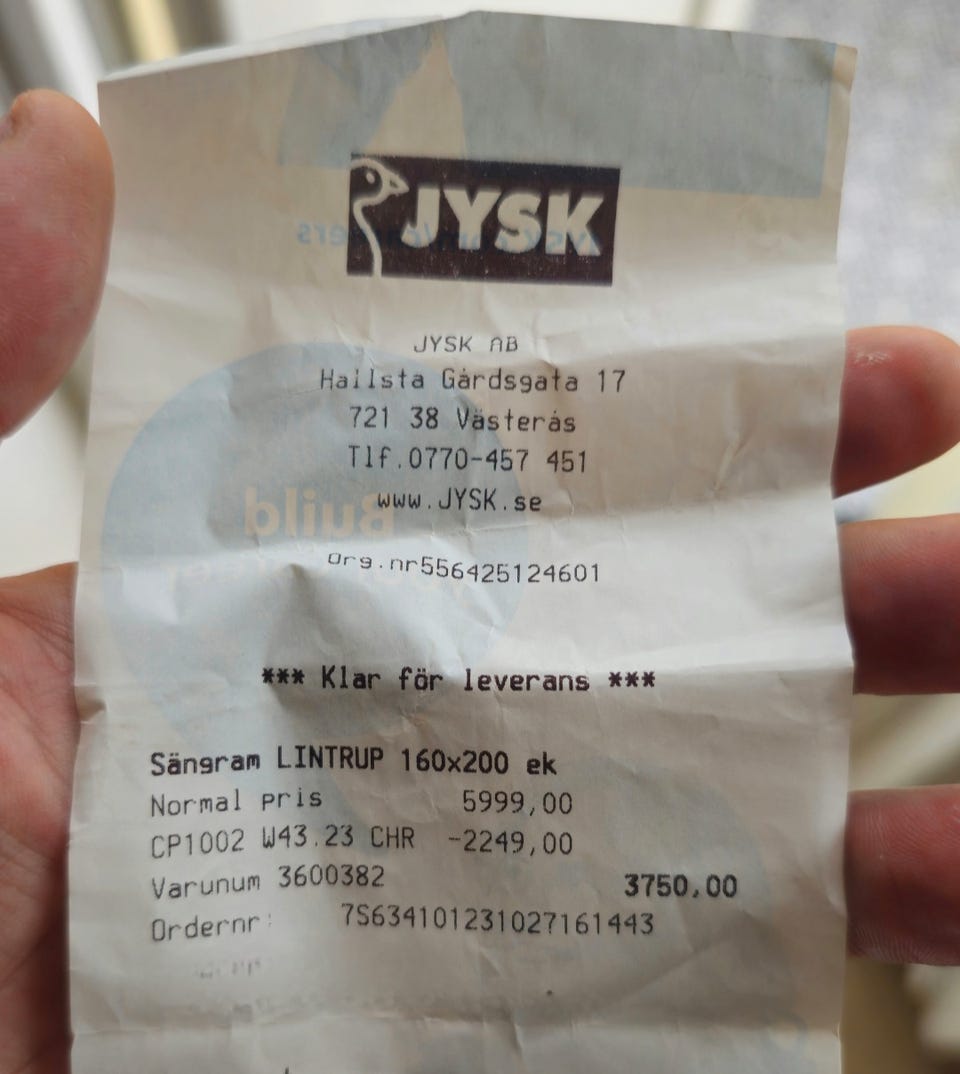 JYSK
JYSK AB
Hallsta Gårdsgata 17
721 38 Västerås
Tlf.0770-457 451
www.JYSK.se
Org.nr556425124601
*** Klar för leverans ***
Sängram LINTRUP 160x200 ek
Normal pris 5999,00
CP1002 W43.23 CHR -2249,00
Varunum 3600382 3750,00
Ordernr: 7S634101231027161443
Build